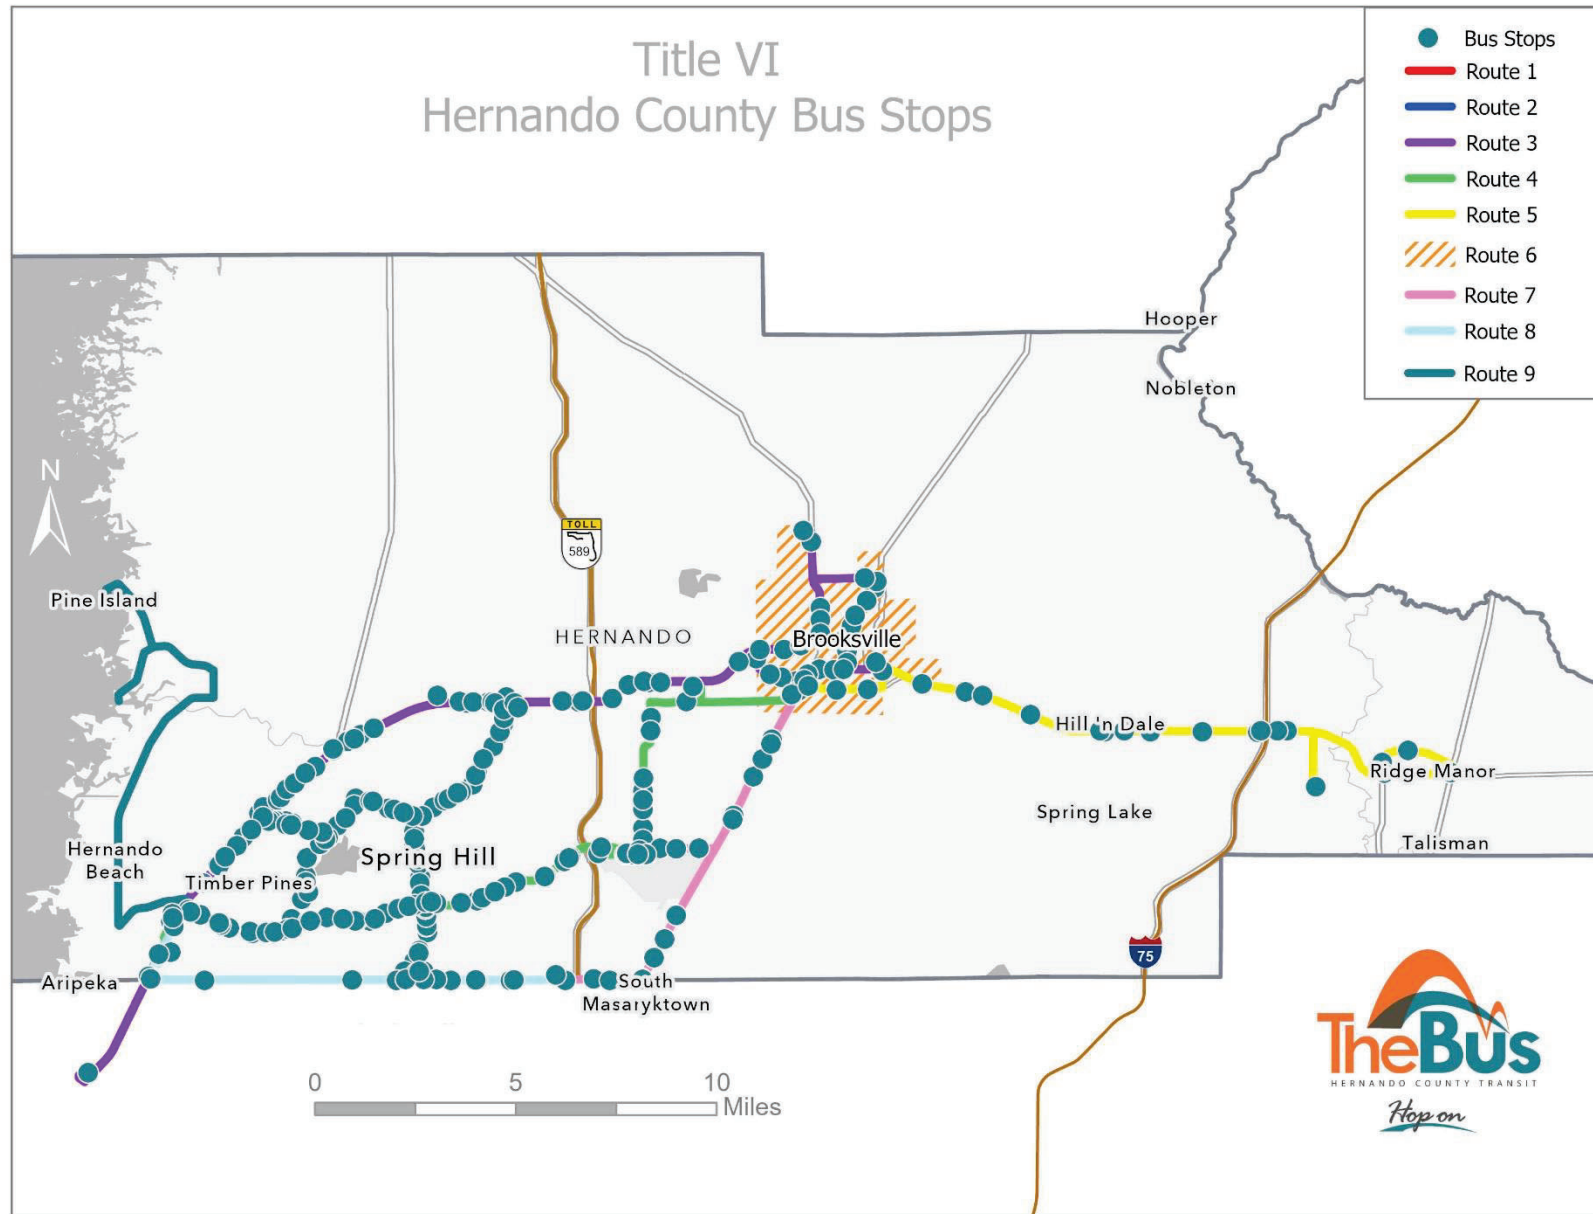 Title VI
Hernando County Bus Stops
Bus Stops
Route 1
Route 2
Route 3
Route 4
Route 5
Route 6
Route 7
Route 8
Route 9
Hooper
Nobleton
N
TOLL
589
Pine Island
HERNANDO
Brooksville
Hill 'n Dale
Ridge Manor
Spring Lake
Talisman
Hernando
Beach
Spring Hill
Timber Pines
75
Aripeka
South
Masaryktown
0 5 10
Miles
TheBus
HERNANDO COUNTY TRANSIT
Hop on